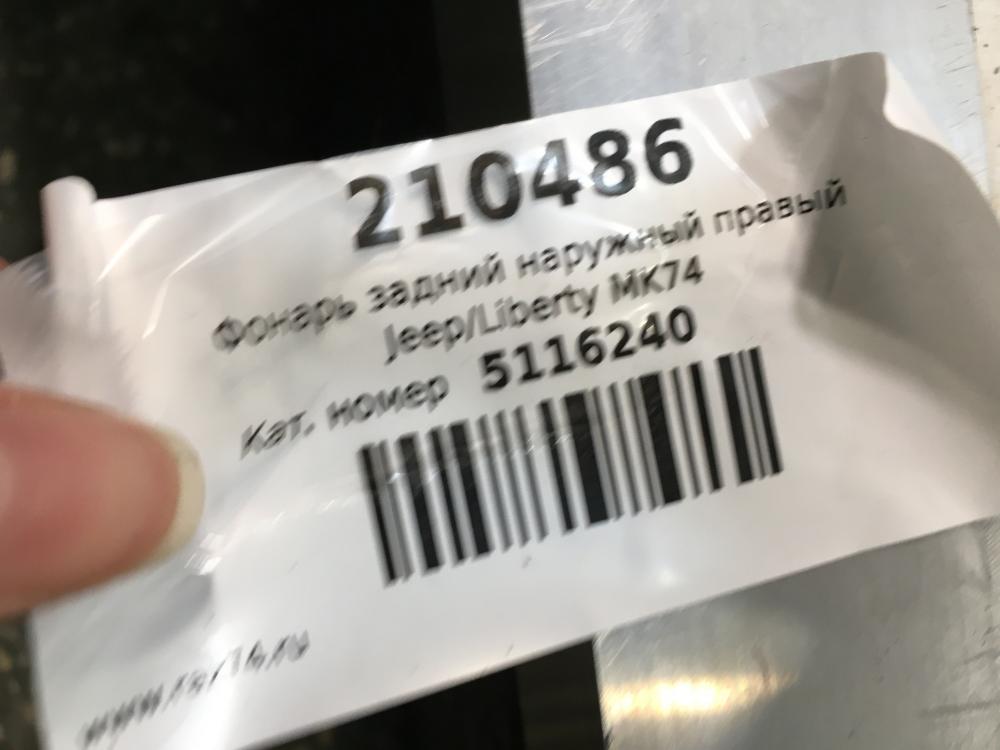 210486
Фонарь задний наружный правый
Jeep/Liberty MK74
Кат. номер 5116240